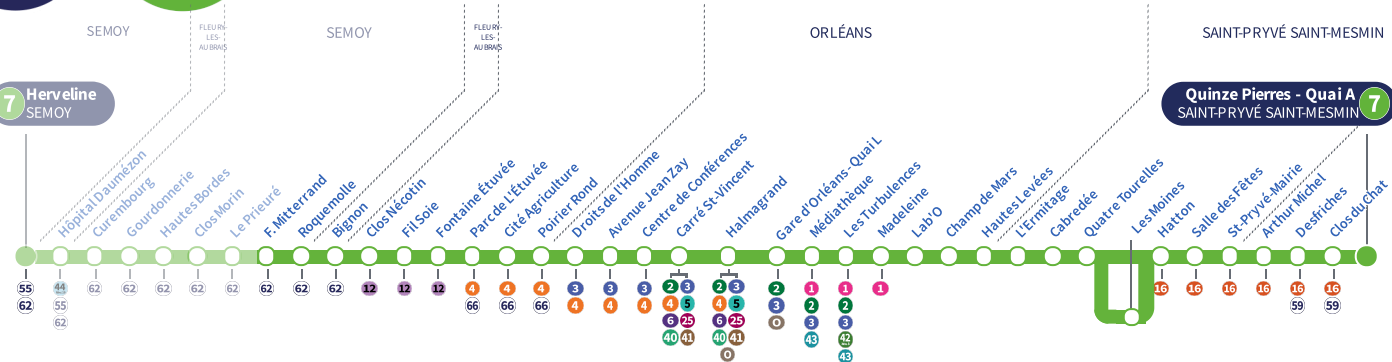 SEMOY
FLEURY-
LES-
AUBRAIS
SEMOY
FLEURY-
LES-
AUBRAIS
ORLÉANS
SAINT-PRYVÉ SAINT-MESMIN
7
Herveline
SEMOY
Quinze Pierres - Quai A
SAINT-PRYVÉ SAINT-MESMIN
7
Hôpital Daumézon
Curembourg
Gourdonnerie
Hautes Bordes
Clos Morin
Le Prieuré
F. Mitterrand
Roquemolle
Bignon
Clos Nécotin
Fil Soie
Fontaine Étuvée
Parc de L'Étuvée
Cité Agriculture
Poirier Rond
Droits de l'Homme
Avenue Jean Zay
Centre de Conférences
Carré St-Vincent
Halmagrand
Gare d'Orléans - Quai L
Médiathèque
Les Turbulences
Madeleine
Lab'O
Champ de Mars
Hautes Levées
L'Ermitage
Cabredée
Quatre Tourelles
Les Moines
Hatton
Salle des Fêtes
St-Pryvé-Mairie
Arthur Michel
Desfriches
Clos du Chat
55 44 62 62 62 62 62 62 62 62 12 12 12 4 4 4 3 3 3 2 3 2 3 2 1 1 1 16 16 16 16 16 16
62 55 66 66 66 4 4 4 4 5 4 5 3 2 2 59 59
62 6 25 6 25 O 3 3
40 41 40 41 43 42
O 43